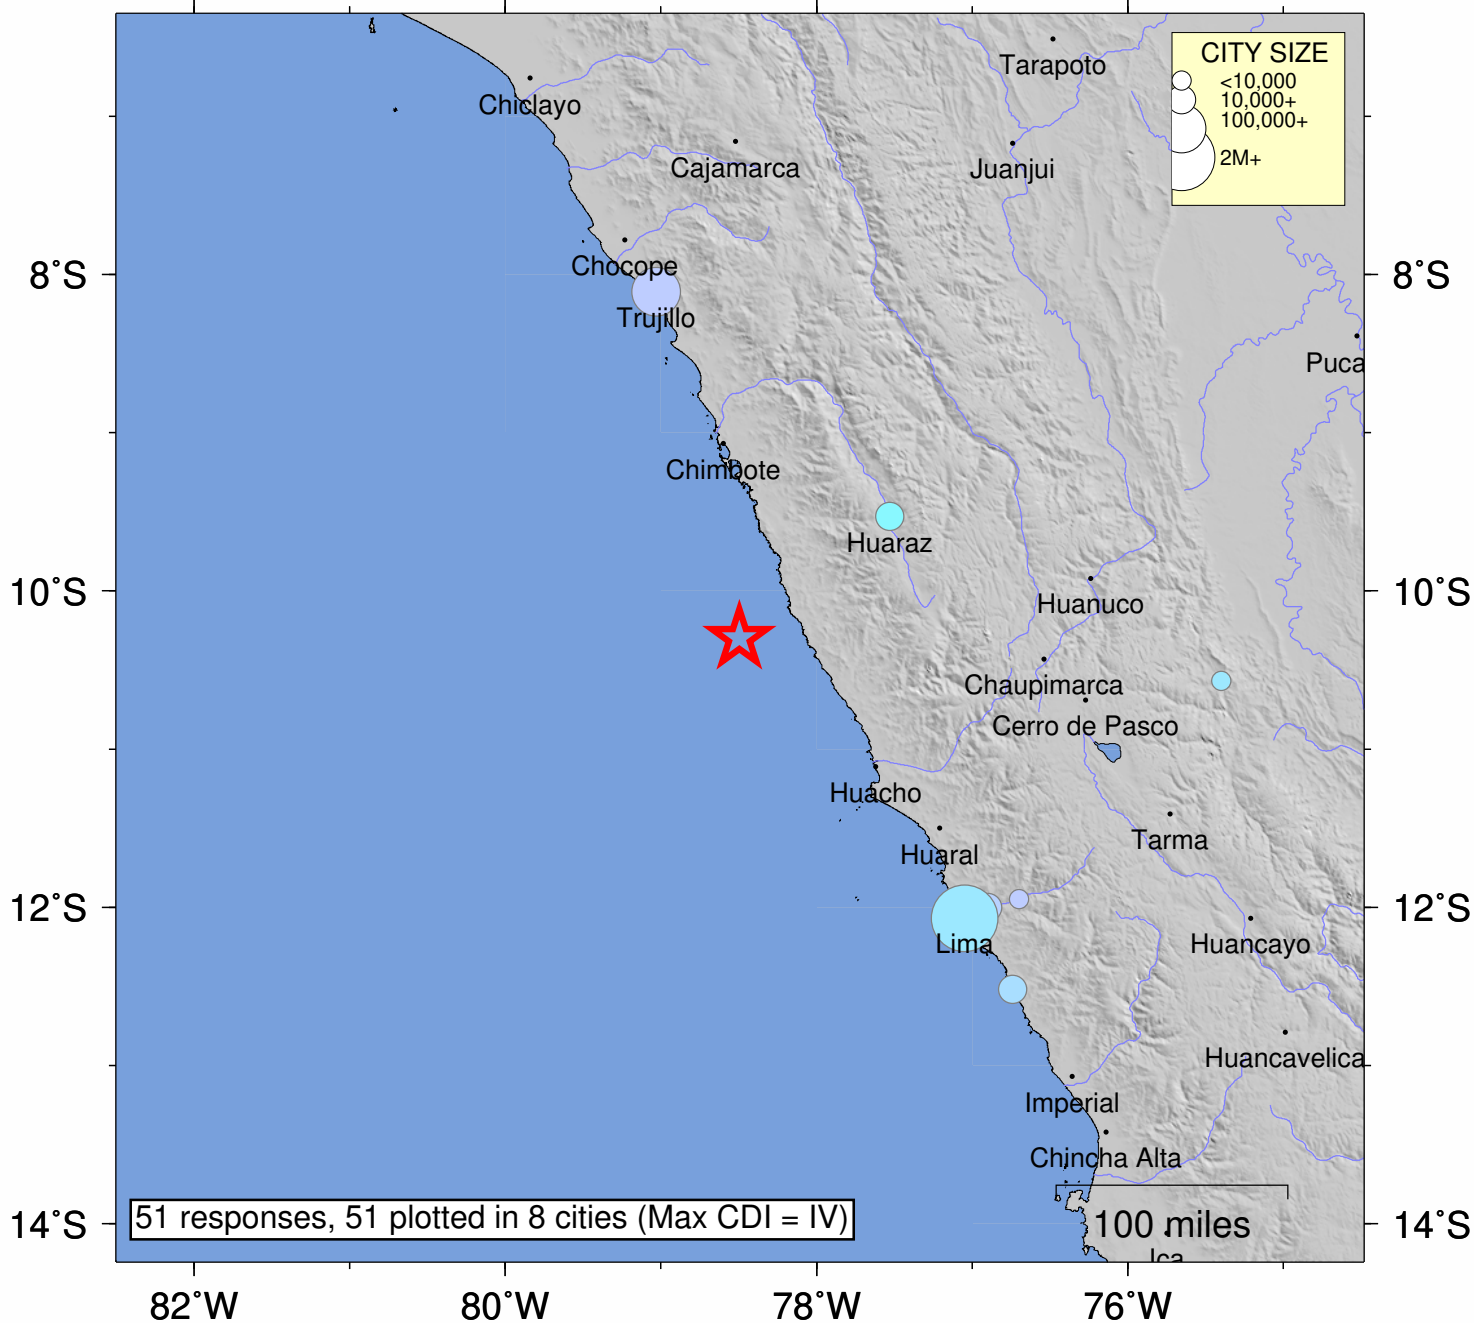 CITY SIZE
<10,000
10,000+
100,000+
2M+
Tarapoto
Chiclayo
Cajamarca
Juanjui
Chocope
8°S
8°S
Trujillo
Puca
Chimbote
Huaraz
10°S
10°S
Huanuco
Chaupimarca
Cerro de Pasco
Huacho
Tarma
Huaral
12°S
12°S
Lima
Huancayo
Huancavelica
Imperial
Chincha Alta
51 responses, 51 plotted in 8 cities (Max CDI = IV)
14°S
100 miles
14°S
Ica
82°W
80°W
78°W
76°W